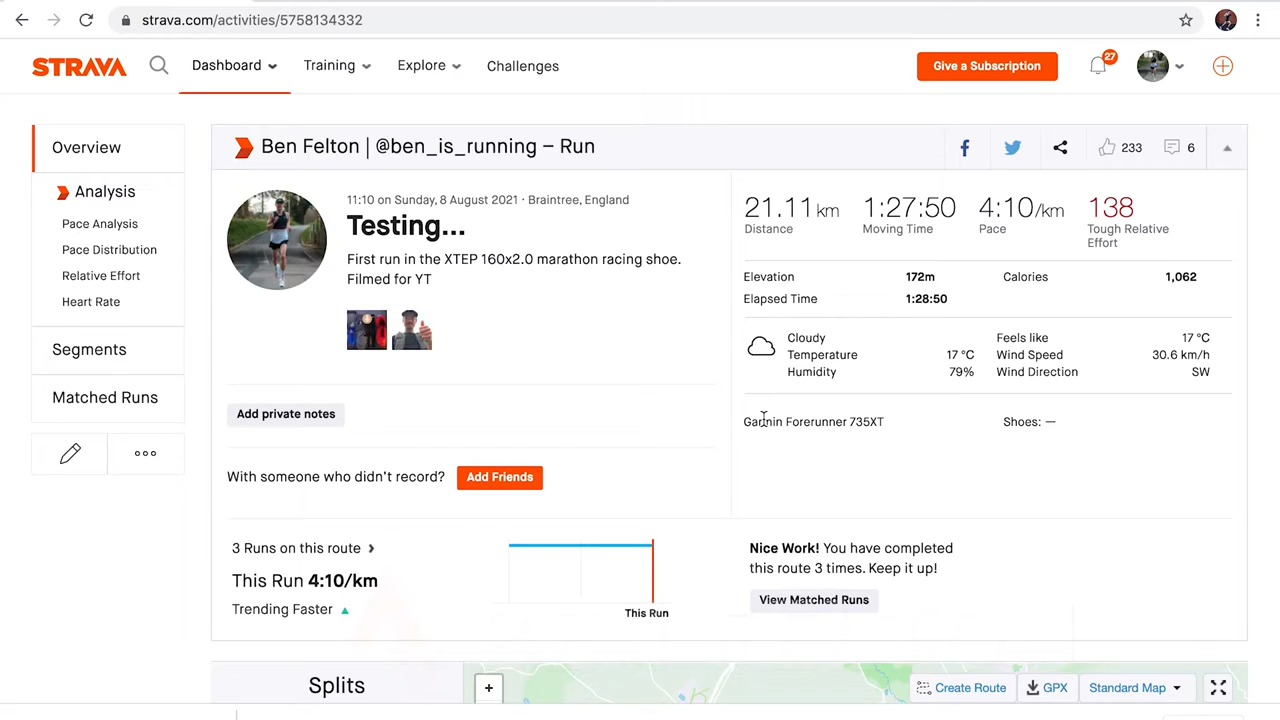 strava.com/activities/5758134332
STRAVA
Dashboard
Training
Explore
Challenges
Give a Subscription
27
Overview
Analysis
Pace Analysis
Pace Distribution
Relative Effort
Heart Rate
Segments
Matched Runs
Ben Felton | @ben_is_running – Run
233
6
11:10 on Sunday, 8 August 2021 · Braintree, England
Testing...
First run in the XTEP 160x2.0 marathon racing shoe.
Filmed for YT
Add private notes
With someone who didn't record?
Add Friends
21.11 km
Distance
1:27:50
Moving Time
4:10/km
Pace
138
Tough Relative
Effort
Elevation 172m
Calories 1,062
Elapsed Time 1:28:50
Cloudy
Temperature 17 °C
Humidity 79%
Feels like 17 °C
Wind Speed 30.6 km/h
Wind Direction SW
Garmin Forerunner 735XT
Shoes: —
3 Runs on this route
This Run 4:10/km
Trending Faster
This Run
Nice Work! You have completed
this route 3 times. Keep it up!
View Matched Runs
Splits
+
Create Route
GPX
Standard Map